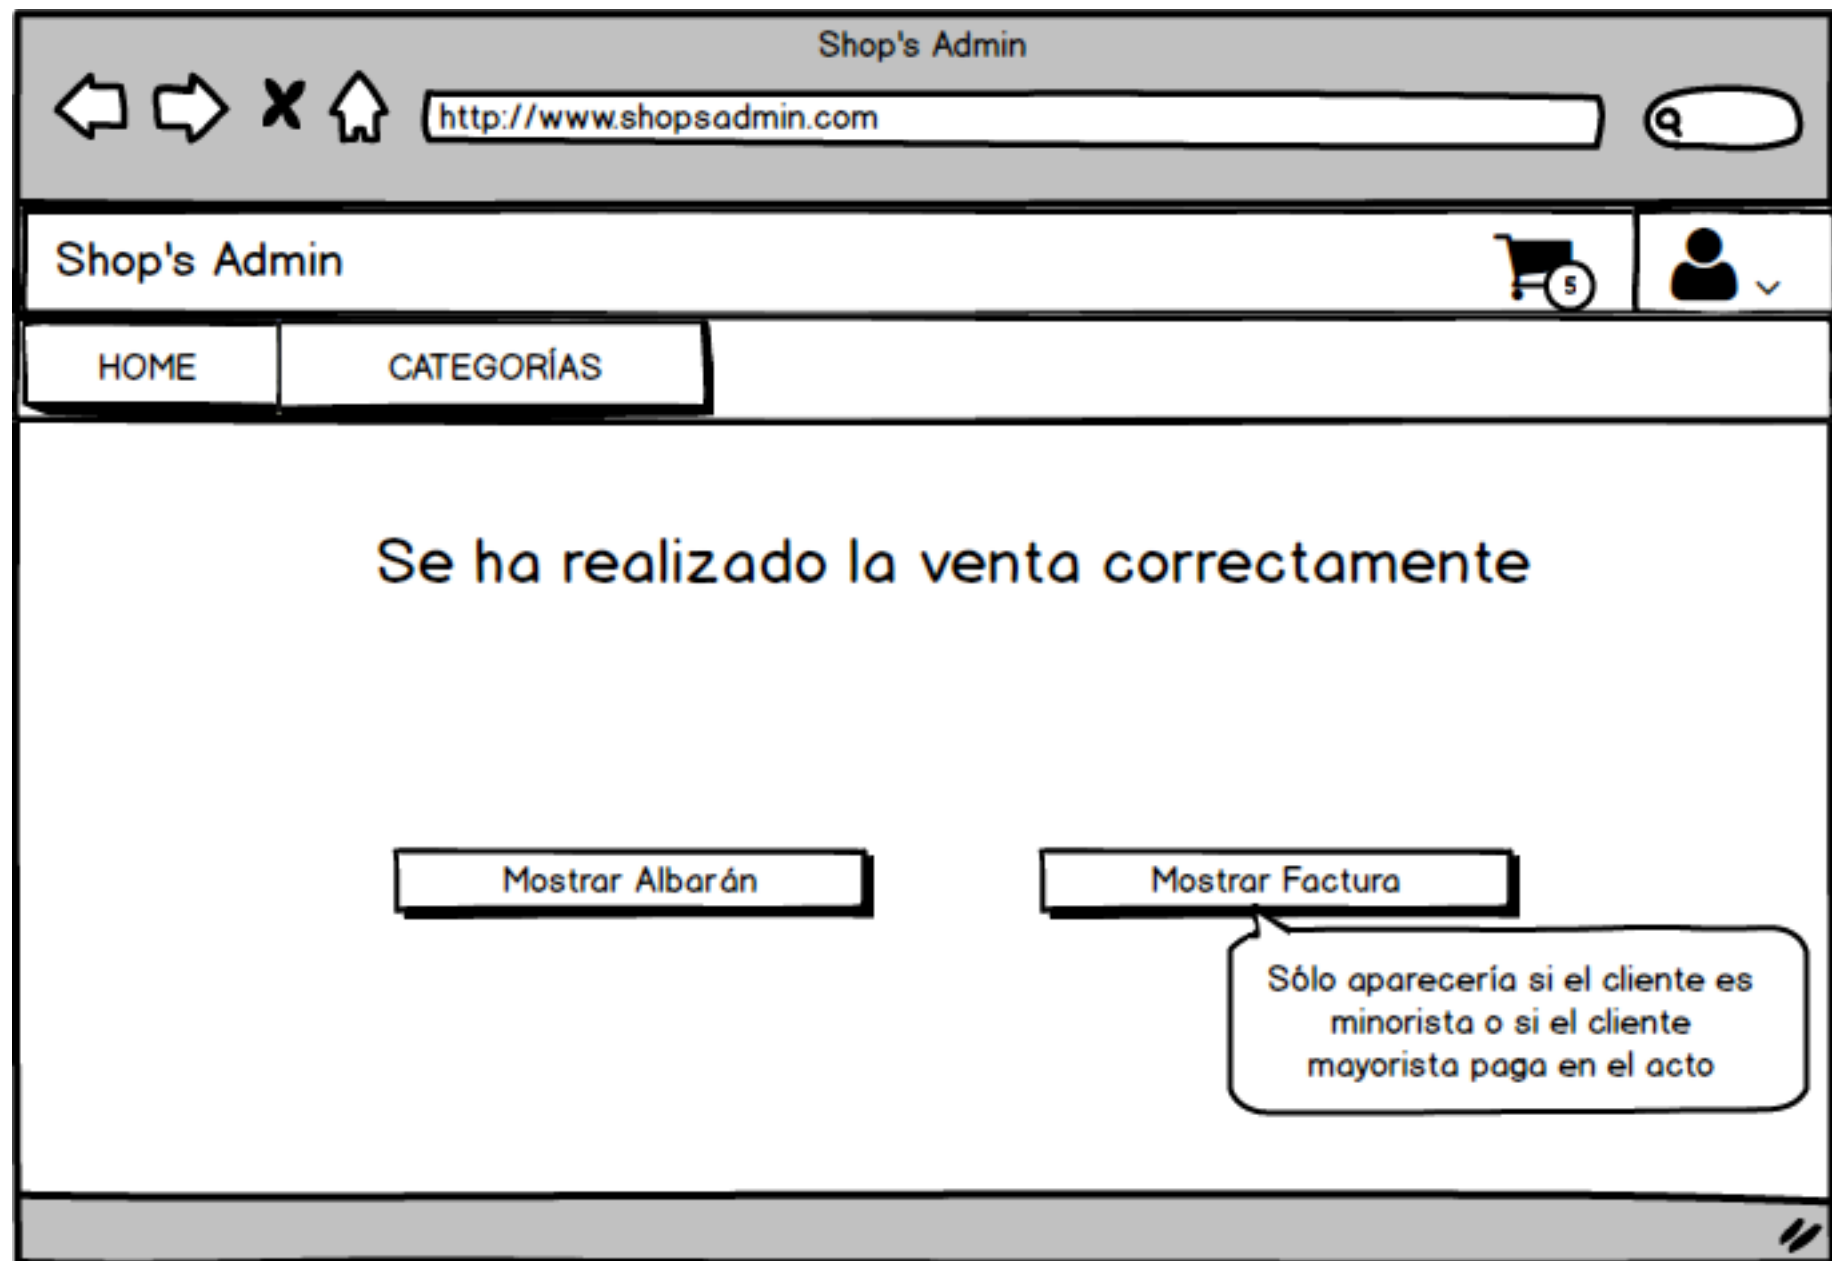 Shop's Admin
http://www.shopsadmin.com
Shop's Admin
5
HOME
CATEGORÍAS
Se ha realizado la venta correctamente
Mostrar Albarán
Mostrar Factura
Sólo aparecería si el cliente es
minorista o si el cliente
mayorista paga en el acto